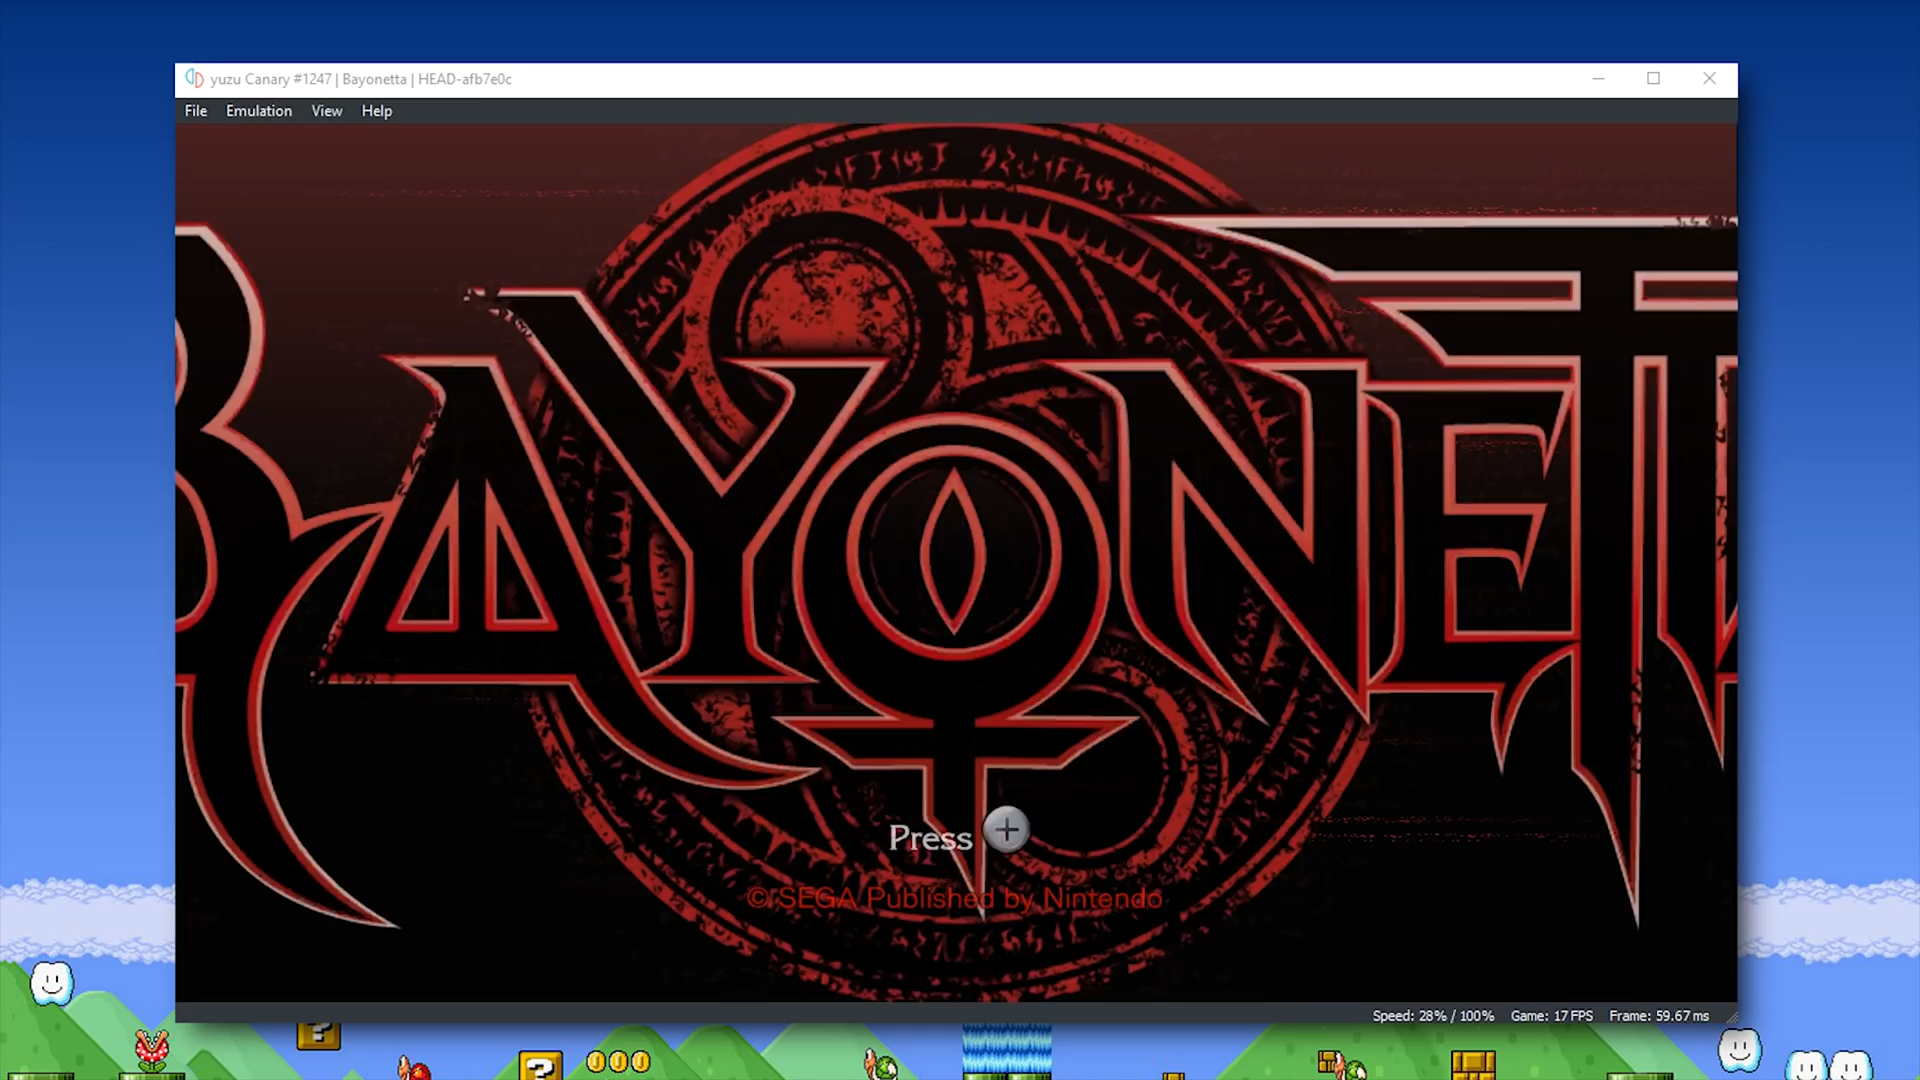 yuzu Canary #1247 | Bayonetta | HEAD-afb7e0c
File Emulation View Help
BAYONETT
Press +
© SEGA Published by Nintendo
Speed: 28% / 100% Game: 17 FPS Frame: 59.67 ms